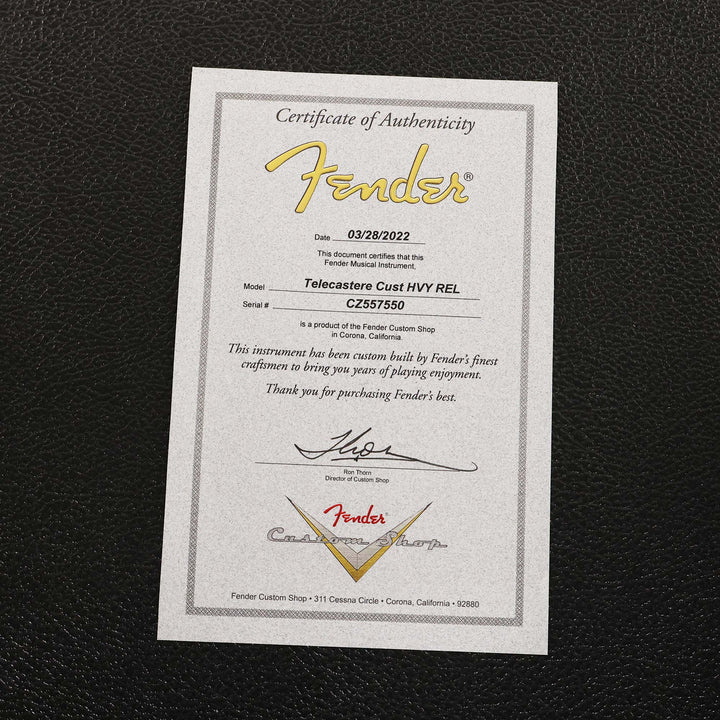 Certificate of Authenticity
Fender®
Date 03/28/2022
This document certifies that this
Fender Musical Instrument,
Model Telecastere Cust HVY REL
Serial # CZ557550
is a product of the Fender Custom Shop
in Corona, California.
This instrument has been custom built by Fender's finest
craftsmen to bring you years of playing enjoyment.
Thank you for purchasing Fender's best.
Thorn
Ron Thorn
Director of Custom Shop
Fender
Custom Shop
Fender Custom Shop • 311 Cessna Circle • Corona, California • 92880